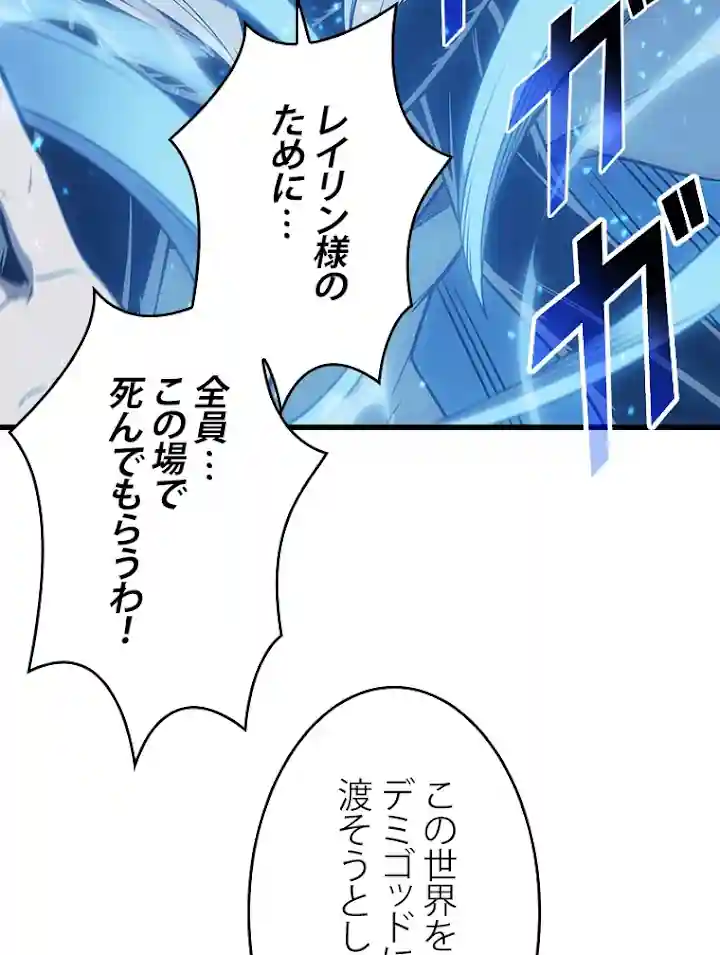 ガガ
レイリン様の
ために…
全員…
この場で
死んでもらうわ！
この世界を
デミゴッドに
渡そうとし